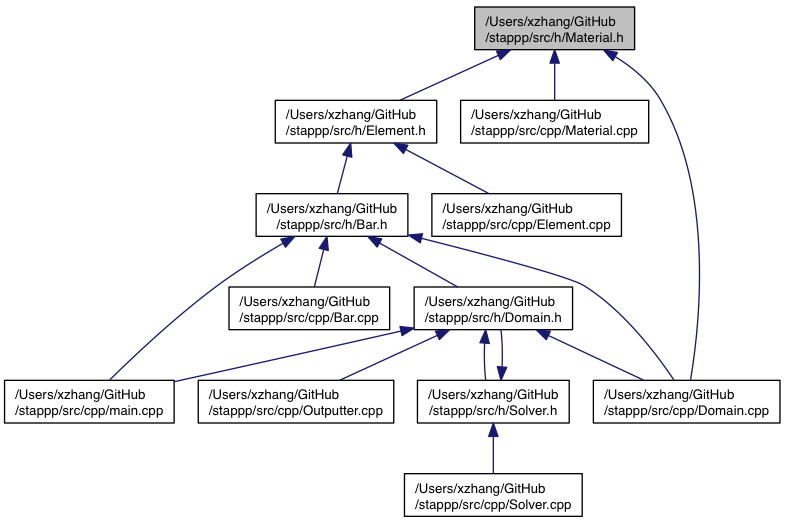 /Users/xzhang/GitHub
/stappp/src/h/Material.h
/Users/xzhang/GitHub
/stappp/src/h/Element.h
/Users/xzhang/GitHub
/stappp/src/cpp/Material.cpp
/Users/xzhang/GitHub
/stappp/src/h/Bar.h
/Users/xzhang/GitHub
/stappp/src/cpp/Element.cpp
/Users/xzhang/GitHub
/stappp/src/cpp/Bar.cpp
/Users/xzhang/GitHub
/stappp/src/h/Domain.h
/Users/xzhang/GitHub
/stappp/src/cpp/main.cpp
/Users/xzhang/GitHub
/stappp/src/cpp/Outputter.cpp
/Users/xzhang/GitHub
/stappp/src/h/Solver.h
/Users/xzhang/GitHub
/stappp/src/cpp/Domain.cpp
/Users/xzhang/GitHub
/stappp/src/cpp/Solver.cpp